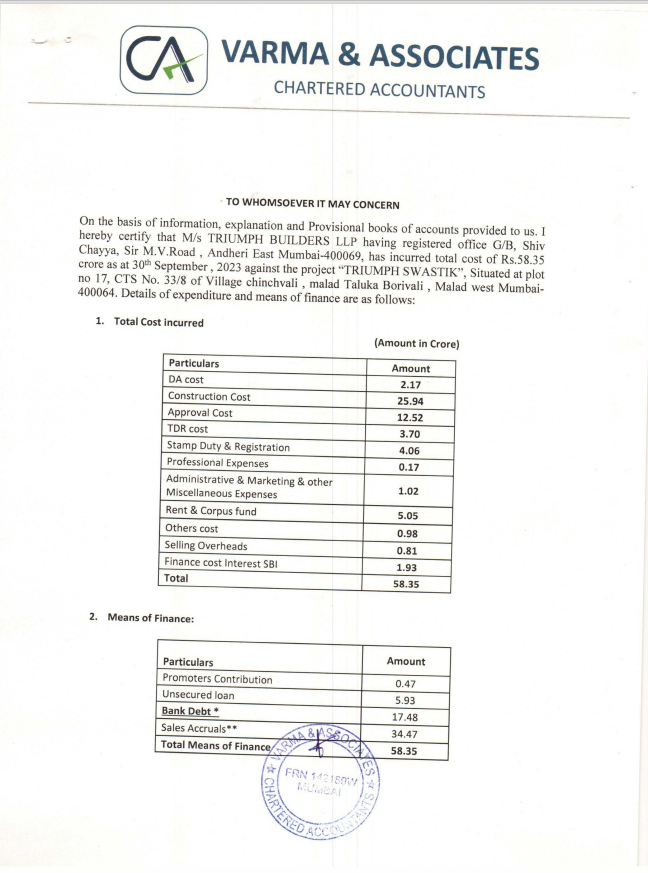 CA
VARMA & ASSOCIATES
CHARTERED ACCOUNTANTS
TO WHOMSOEVER IT MAY CONCERN
On the basis of information, explanation and Provisional books of accounts provided to us. I
hereby certify that M/s TRIUMPH BUILDERS LLP having registered office G/B, Shiv
Chayya, Sir M.V.Road , Andheri East Mumbai-400069, has incurred total cost of Rs.58.35
crore as at 30th September , 2023 against the project “TRIUMPH SWASTIK”, Situated at plot
no 17, CTS No. 33/8 of Village chinchvali , malad Taluka Borivali , Malad west Mumbai-
400064. Details of expenditure and means of finance are as follows:
1. Total Cost incurred
(Amount in Crore)
Particulars Amount
DA cost 2.17
Construction Cost 25.94
Approval Cost 12.52
TDR cost 3.70
Stamp Duty & Registration 4.06
Professional Expenses 0.17
Administrative & Marketing & other
Miscellaneous Expenses 1.02
Rent & Corpus fund 5.05
Others cost 0.98
Selling Overheads 0.81
Finance cost Interest SBI 1.93
Total 58.35
2. Means of Finance:
Particulars Amount
Promoters Contribution 0.47
Unsecured loan 5.93
Bank Debt * 17.48
Sales Accruals** 34.47
Total Means of Finance 58.35
VARMA & ASSOCIATES
FRN
MUMBAI
CHARTERED ACCOUNTANTS